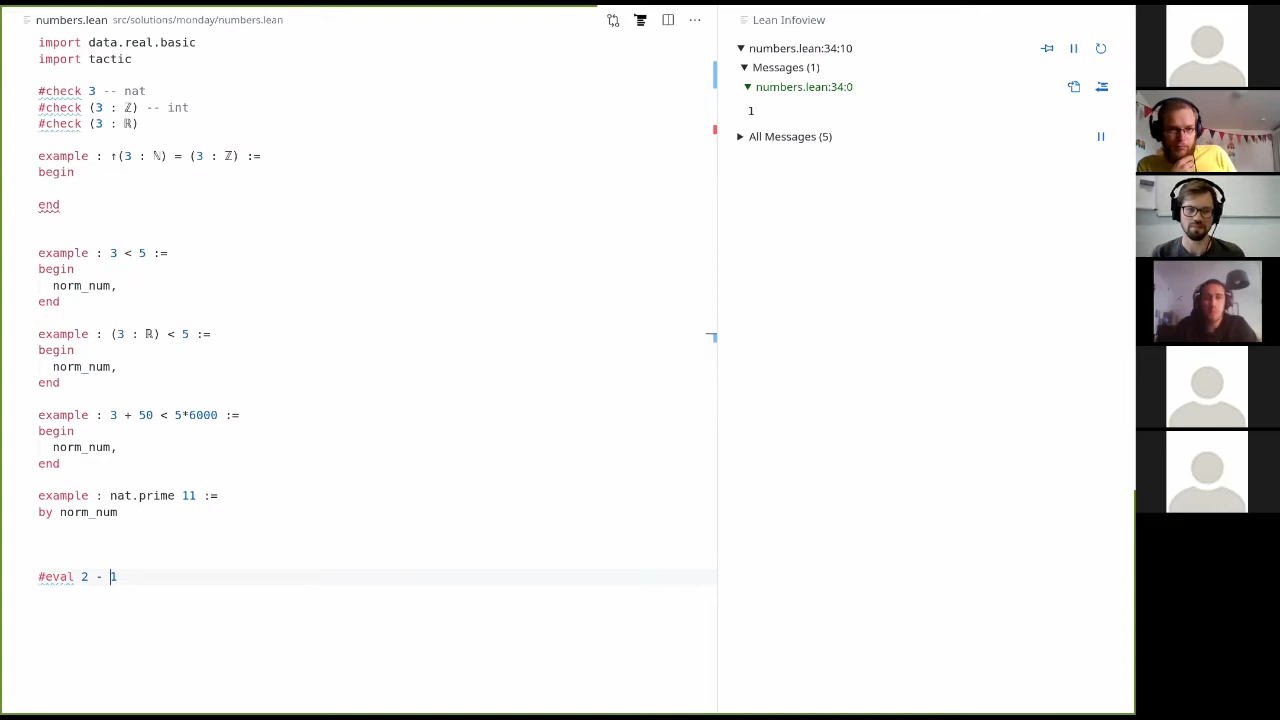 numbers.lean src/solutions/monday/numbers.lean
import data.real.basic
import tactic
#check 3 -- nat
#check (3 : ℤ) -- int
#check (3 : ℝ)
example : ↑(3 : ℕ) = (3 : ℤ) :=
begin
end
example : 3 < 5 :=
begin
norm_num,
end
example : (3 : ℝ) < 5 :=
begin
norm_num,
end
example : 3 + 50 < 5*6000 :=
begin
norm_num,
end
example : nat.prime 11 :=
by norm_num
#eval 2 - 1
Lean Infoview
numbers.lean:34:10
Messages (1)
numbers.lean:34:0
1
All Messages (5)